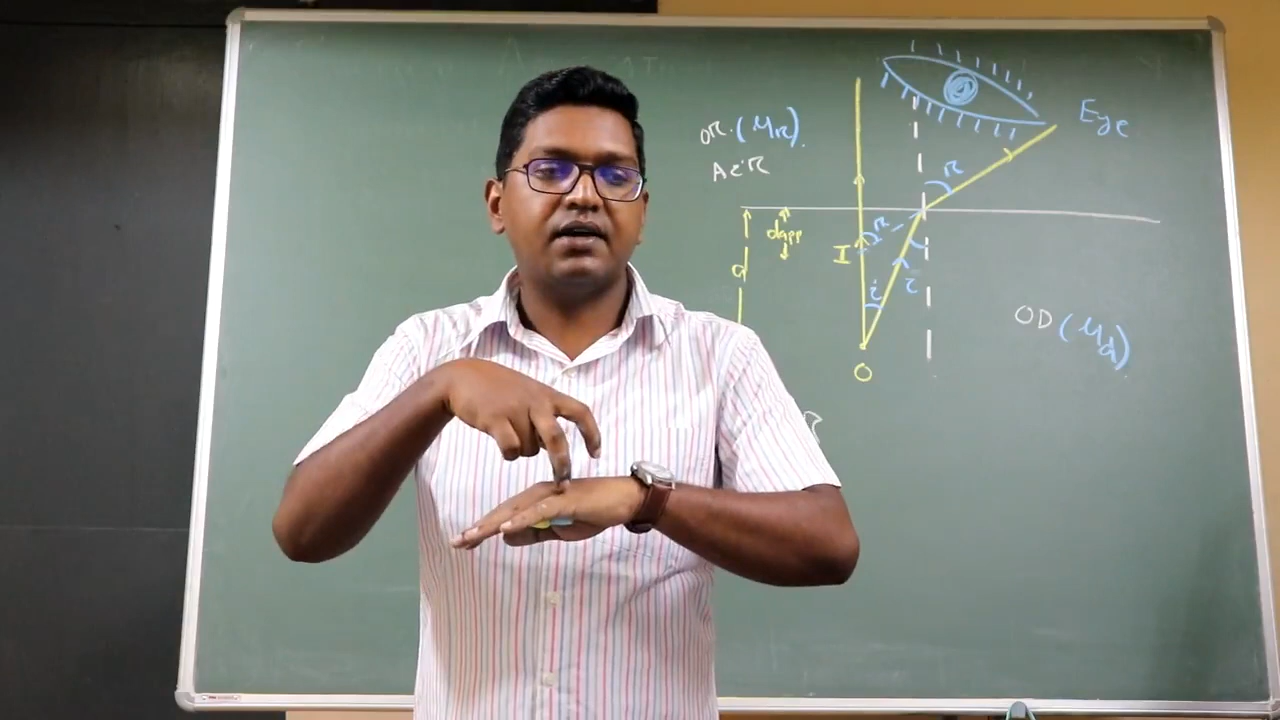 OR. (μR).
Air
Eye
r
r
dapp
d
I
i
i
OD (μd).
O